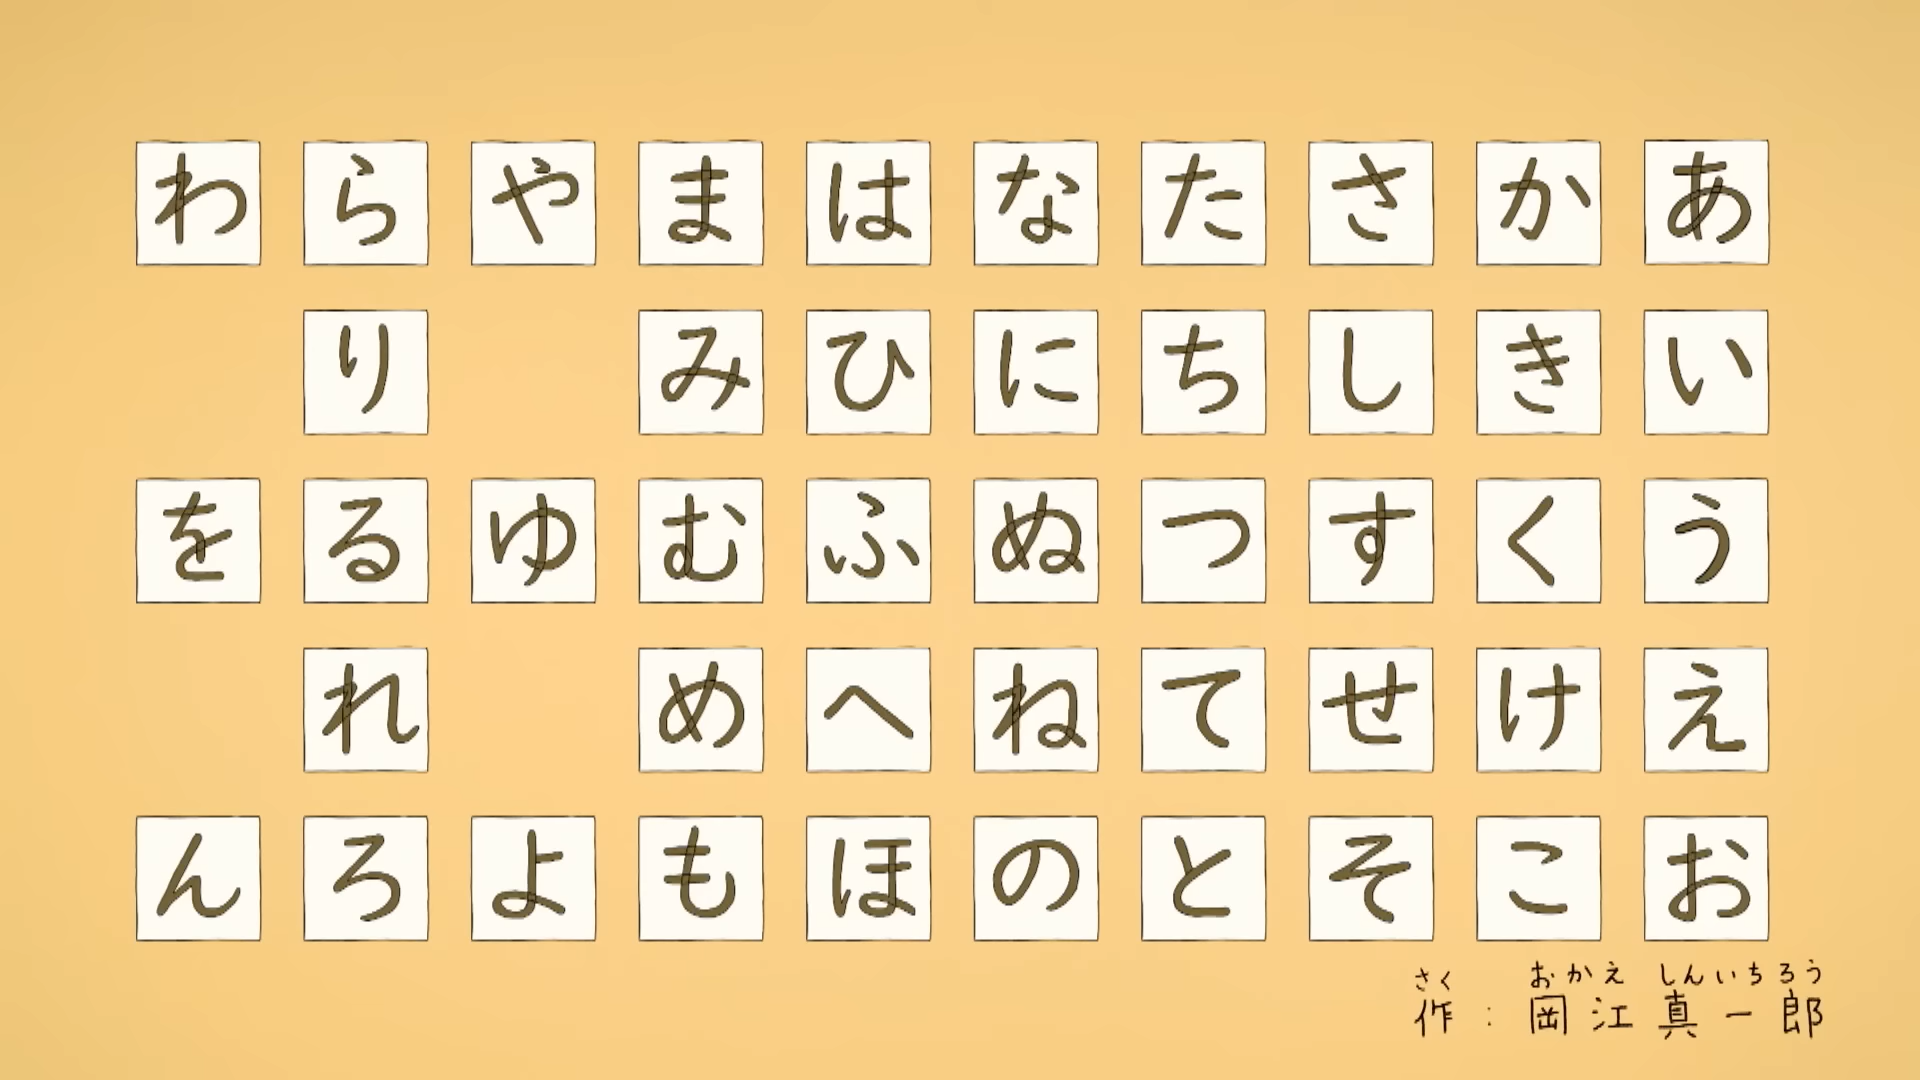 わ ら や ま は な た さ か あ
り み ひ に ち し き い
を る ゆ む ふ ぬ つ す く う
れ め へ ね て せ け え
ん ろ よ も ほ の と そ こ お
さく おかえ しんいちろう
作：岡江真一郎